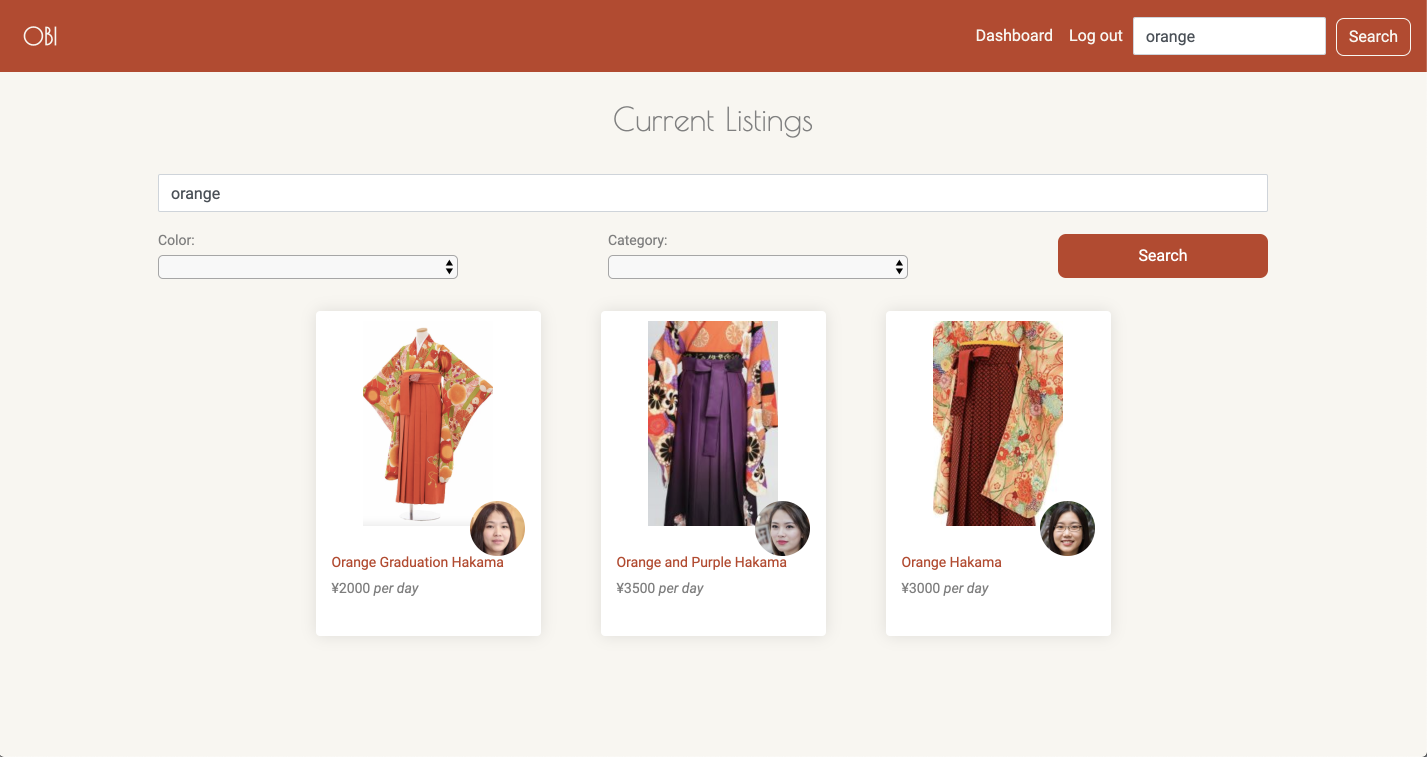 OBI
Dashboard Log out orange Search
Current Listings
orange
Color:
Category:
Search
Orange Graduation Hakama
¥2000 per day
Orange and Purple Hakama
¥3500 per day
Orange Hakama
¥3000 per day